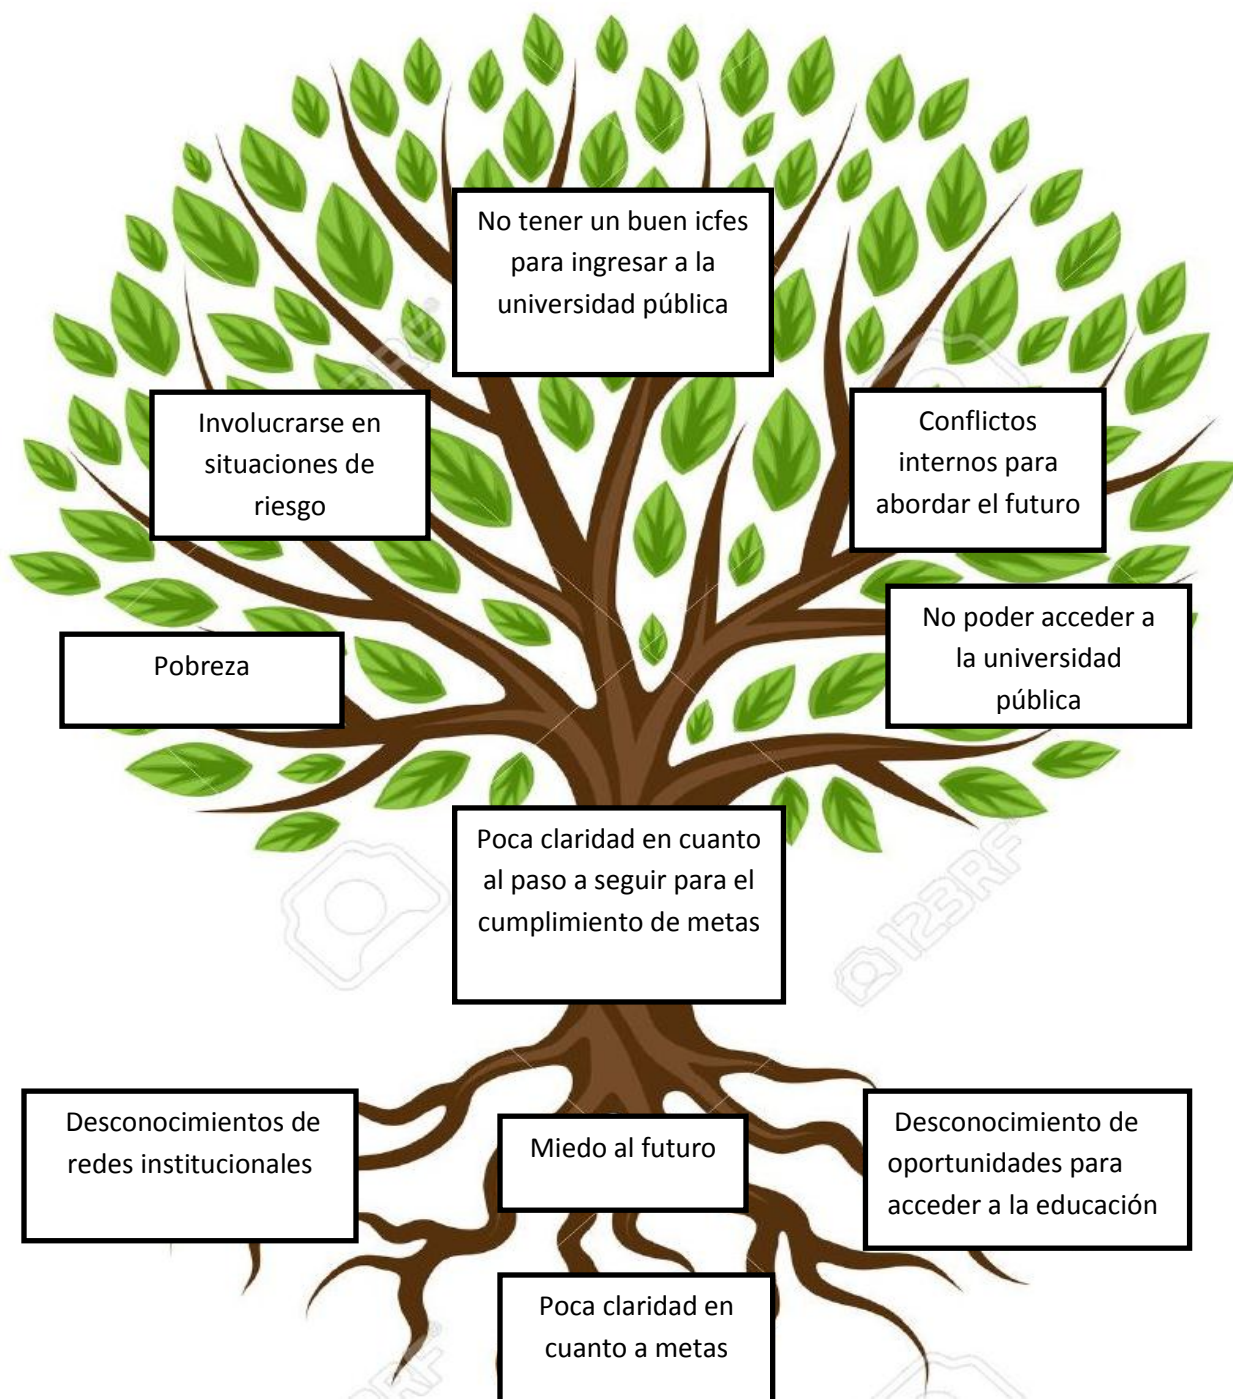 No tener un buen icfes
para ingresar a la
universidad pública
Involucrarse en
situaciones de
riesgo
Conflictos
internos para
abordar el futuro
Pobreza
No poder acceder a
la universidad
pública
Poca claridad en cuanto
al paso a seguir para el
cumplimiento de metas
©123RF
Desconocimientos de
redes institucionales
Miedo al futuro
Desconocimiento de
oportunidades para
acceder a la educación
Poca claridad en
cuanto a metas